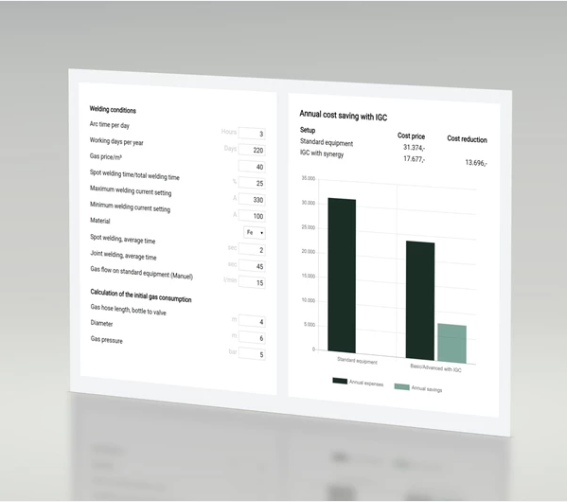 Welding conditions
Arc time per day Hours 3
Working days per year Days 220
Gas price/m³ 40
Spot welding time/total welding time % 25
Maximum welding current setting A 330
Minimum welding current setting A 100
Material Fe
Spot welding, average time sec 2
Joint welding, average time sec 45
Gas flow on standard equipment (Manuel) l/min 15
Calculation of the initial gas consumption
Gas hose length, bottle to valve m 4
Diameter m 6
Gas pressure bar 5
Annual cost saving with IGC
Setup Cost price Cost reduction
Standard equipment 31.374,-
IGC with synergy 17.677,- 13.696,-
35.000
30.000
25.000
20.000
15.000
10.000
5.000
0
Standard equipment Basic/Advanced with IGC
Annual expenses Annual savings